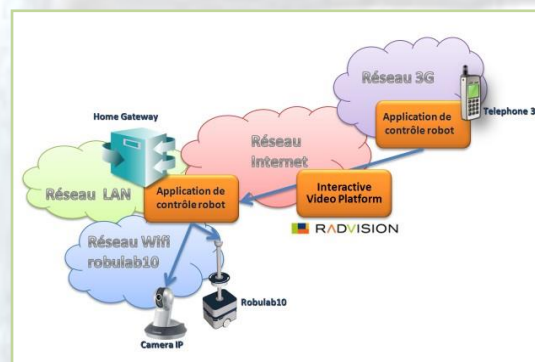 Réseau 3G
Telephone 3
Application de
contrôle robot
Home Gateway
Réseau
internet
Réseau LAN
Application de
contrôle robot
Interactive
Video Platform
RADVISION
Réseau Wifi
robulab10
Robulab10
Camera IP